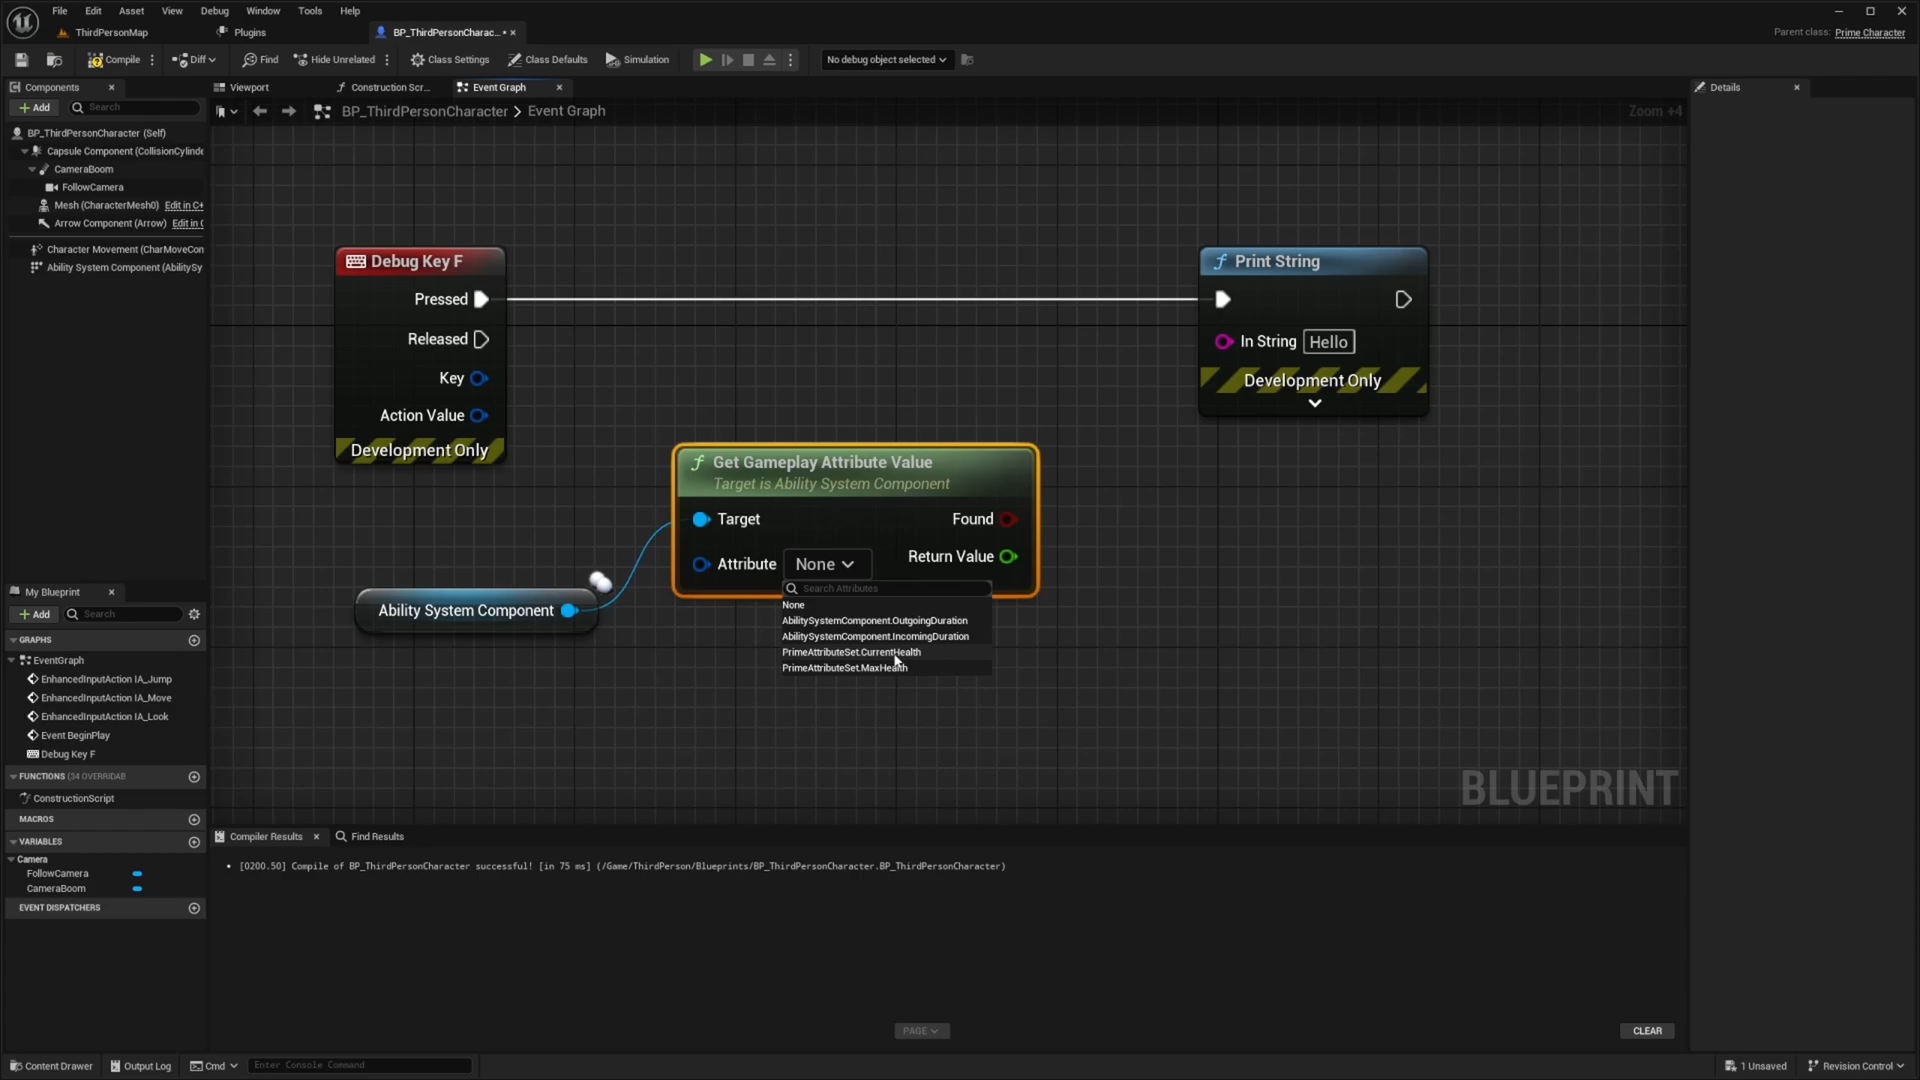 File Edit Asset View Debug Window Tools Help
ThirdPersonMap Plugins BP_ThirdPersonCharac... •
Parent class: Prime Character
Compile Diff Find Hide Unrelated Class Settings Class Defaults Simulation No debug object selected
Components Viewport Construction Scr... Event Graph Details
Add Search
BP_ThirdPersonCharacter > Event Graph Zoom +4
BP_ThirdPersonCharacter (Self)
Capsule Component (CollisionCylinde
CameraBoom
FollowCamera
Mesh (CharacterMesh0) Edit in C+
Arrow Component (Arrow) Edit in C
Character Movement (CharMoveCon
Ability System Component (AbilitySy
Debug Key F
Pressed
Released
Key
Action Value
Development Only
Print String
In String Hello
Development Only
Get Gameplay Attribute Value
Target is Ability System Component
Target Found
Attribute None Return Value
Search Attributes
None
AbilitySystemComponent.OutgoingDuration
AbilitySystemComponent.IncomingDuration
PrimeAttributeSet.CurrentHealth
PrimeAttributeSet.MaxHealth
Ability System Component
BLUEPRINT
My Blueprint
Add Search
GRAPHS
EventGraph
EnhancedInputAction IA_Jump
EnhancedInputAction IA_Move
EnhancedInputAction IA_Look
Event BeginPlay
Debug Key F
FUNCTIONS (34 OVERRIDAB
ConstructionScript
MACROS
VARIABLES
Camera
FollowCamera
CameraBoom
EVENT DISPATCHERS
Compiler Results Find Results
• [0200.50] Compile of BP_ThirdPersonCharacter successful! [in 75 ms] (/Game/ThirdPerson/Blueprints/BP_ThirdPersonCharacter.BP_ThirdPersonCharacter)
PAGE CLEAR
Content Drawer Output Log Cmd Enter Console Command 1 Unsaved Revision Control